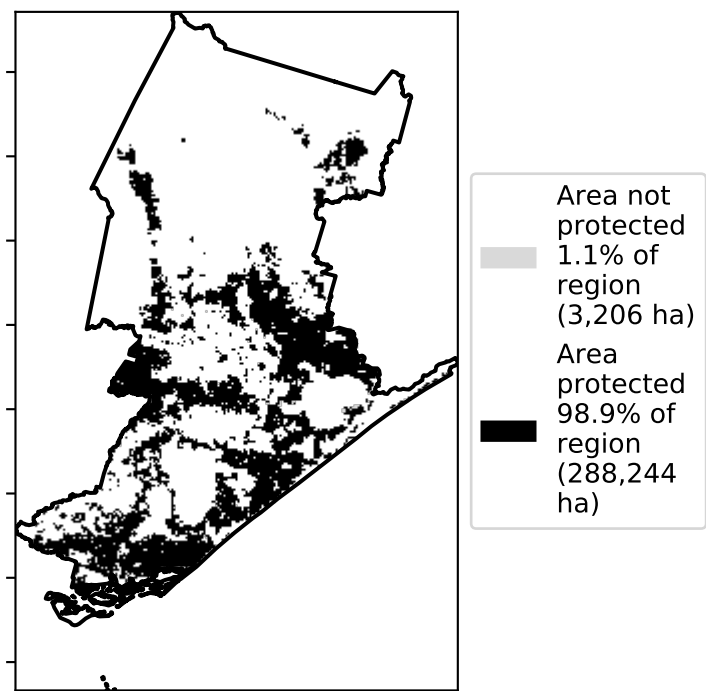 Area not
protected
1.1% of
region
(3,206 ha)
Area
protected
98.9% of
region
(288,244
ha)